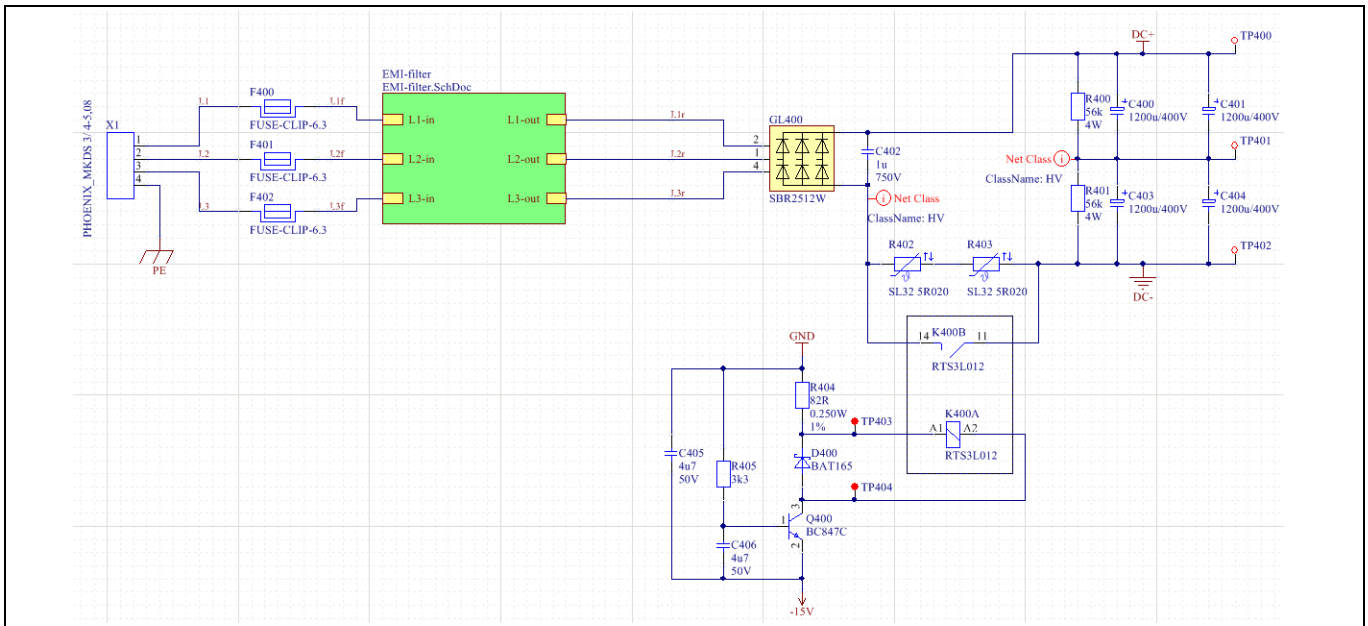 EMI-filter
EMI-filter.SchDoc
PHOENIX_MKDS 3/ 4-5,08
X1
1
2
3
4
PE
L1
L2
L3
F400
FUSE-CLIP-6.3
F401
FUSE-CLIP-6.3
F402
FUSE-CLIP-6.3
L1f
L2f
L3f
L1-in
L2-in
L3-in
L1-out
L2-out
L3-out
L1r
L2r
L3r
GL400
2
1
4
SBR2512W
C402
1u
750V
i Net Class
ClassName: HV
DC+
TP400
R400
56k
4W
C400
1200u/400V
C401
1200u/400V
Net Class i
ClassName: HV
TP401
R401
56k
4W
C403
1200u/400V
C404
1200u/400V
TP402
DC-
R402
SL32 5R020
R403
SL32 5R020
14
K400B
11
RTS3L012
K400A
A1
A2
RTS3L012
GND
R404
82R
0.250W
1%
TP403
D400
BAT165
TP404
C405
4u7
50V
R405
3k3
C406
4u7
50V
3
1
2
Q400
BC847C
-15V